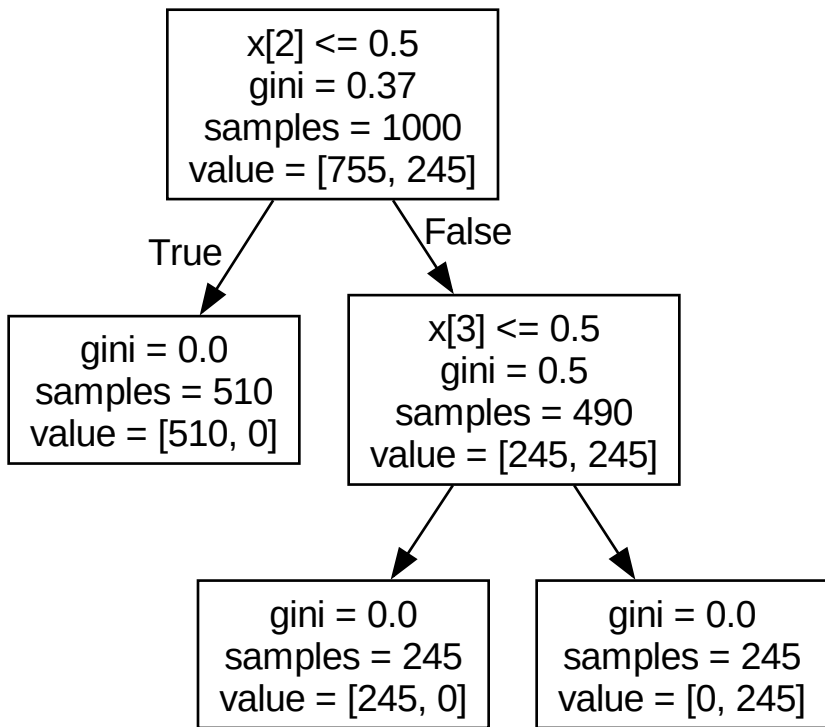 x[2] <= 0.5
gini = 0.37
samples = 1000
value = [755, 245]
True
False
gini = 0.0
samples = 510
value = [510, 0]
x[3] <= 0.5
gini = 0.5
samples = 490
value = [245, 245]
gini = 0.0
samples = 245
value = [245, 0]
gini = 0.0
samples = 245
value = [0, 245]